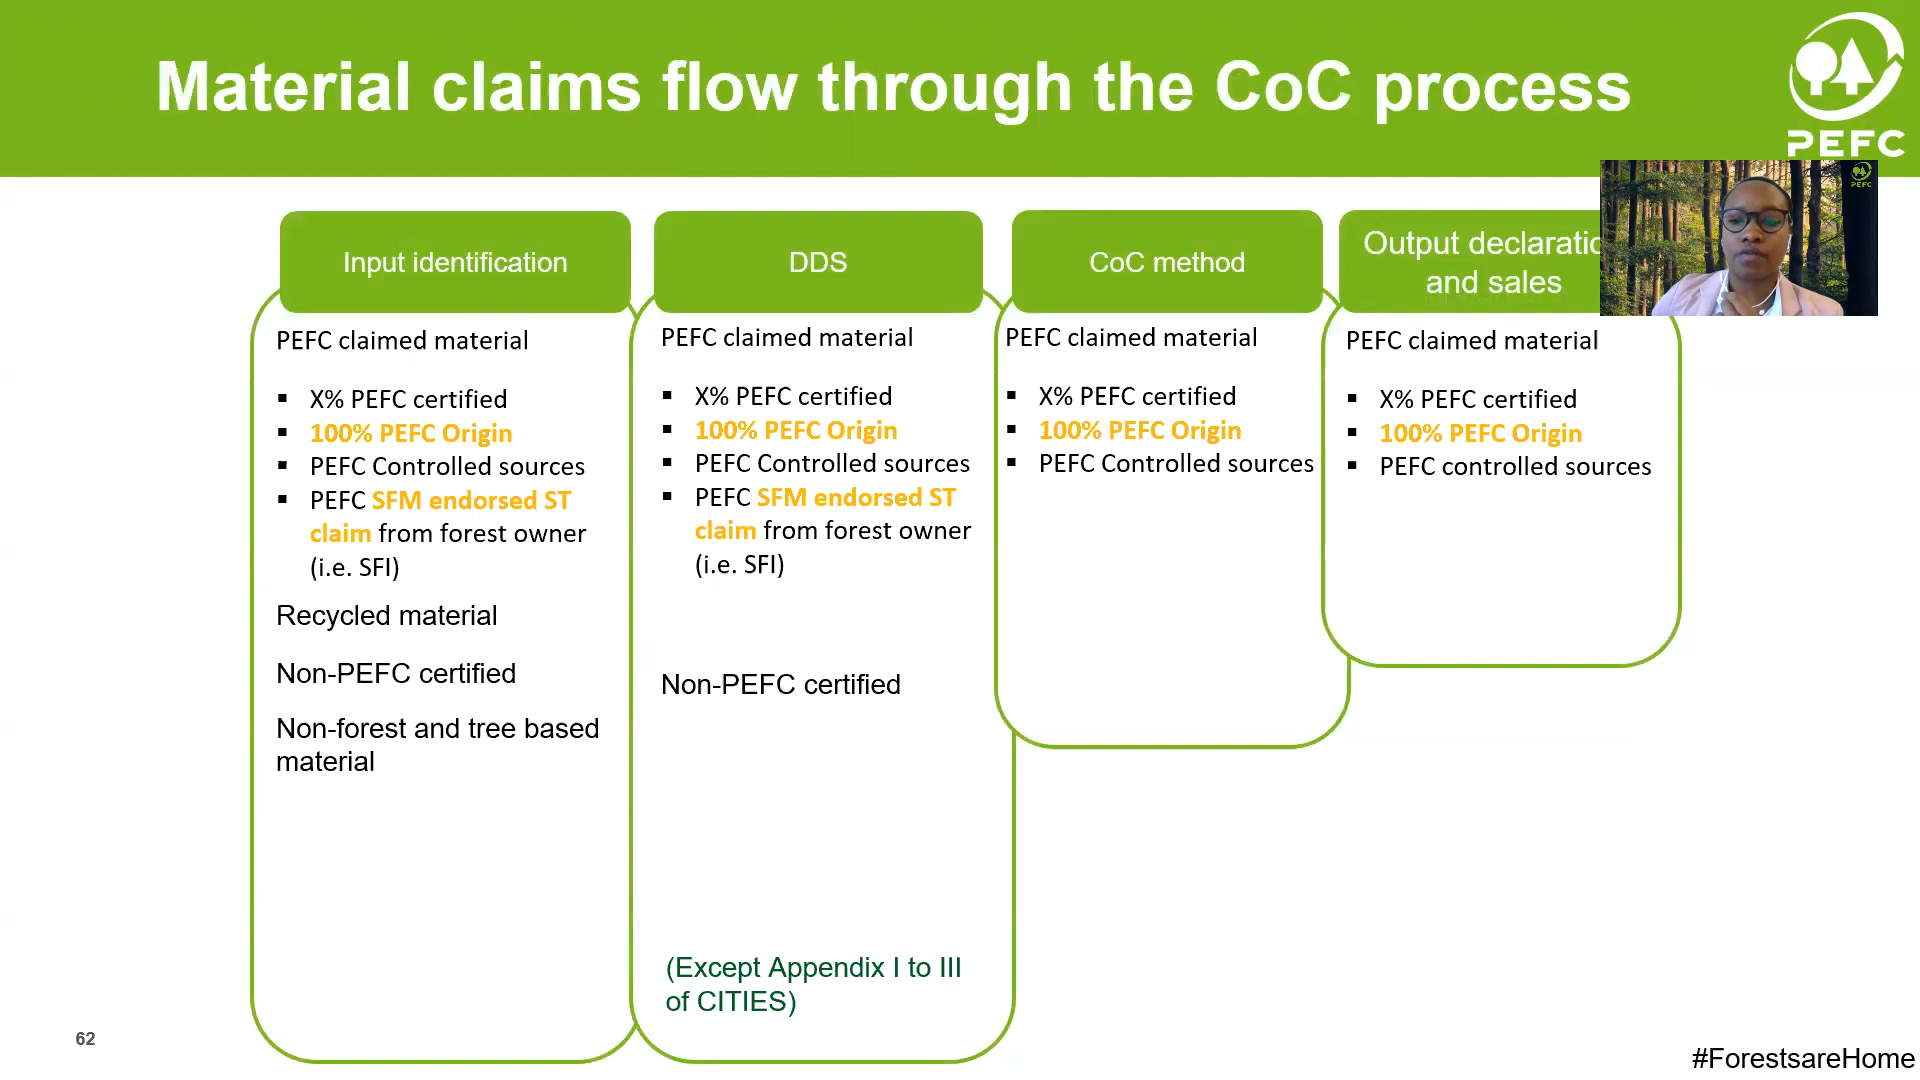 Material claims flow through the CoC process
PEFC
PEFC
Input identification
PEFC claimed material
▪ X% PEFC certified
▪ 100% PEFC Origin
▪ PEFC Controlled sources
▪ PEFC SFM endorsed ST
claim from forest owner
(i.e. SFI)
Recycled material
Non-PEFC certified
Non-forest and tree based
material
DDS
PEFC claimed material
▪ X% PEFC certified
▪ 100% PEFC Origin
▪ PEFC Controlled sources
▪ PEFC SFM endorsed ST
claim from forest owner
(i.e. SFI)
Non-PEFC certified
(Except Appendix I to III
of CITIES)
CoC method
PEFC claimed material
▪ X% PEFC certified
▪ 100% PEFC Origin
▪ PEFC Controlled sources
Output declaratio
and sales
PEFC claimed material
▪ X% PEFC certified
▪ 100% PEFC Origin
▪ PEFC controlled sources
62
#ForestsareHome